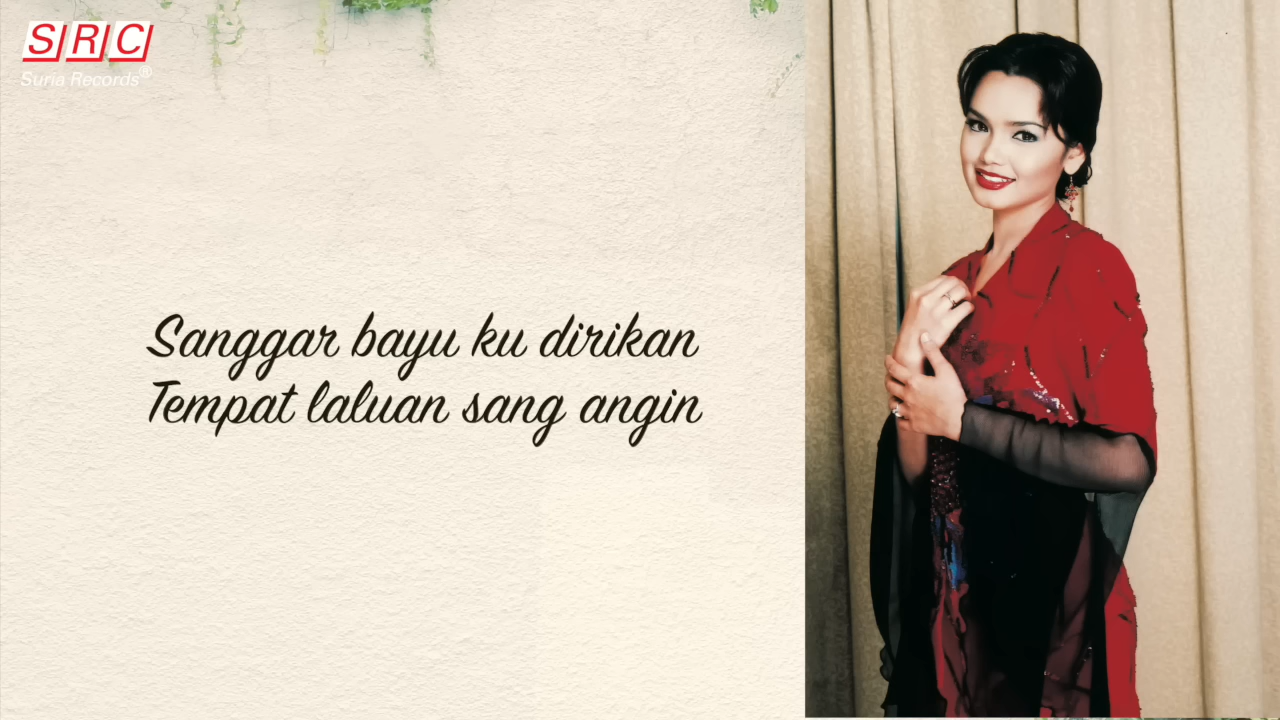 SRC
Suria Records®
Sanggar bayu ku dirikan
Tempat laluan sang angin